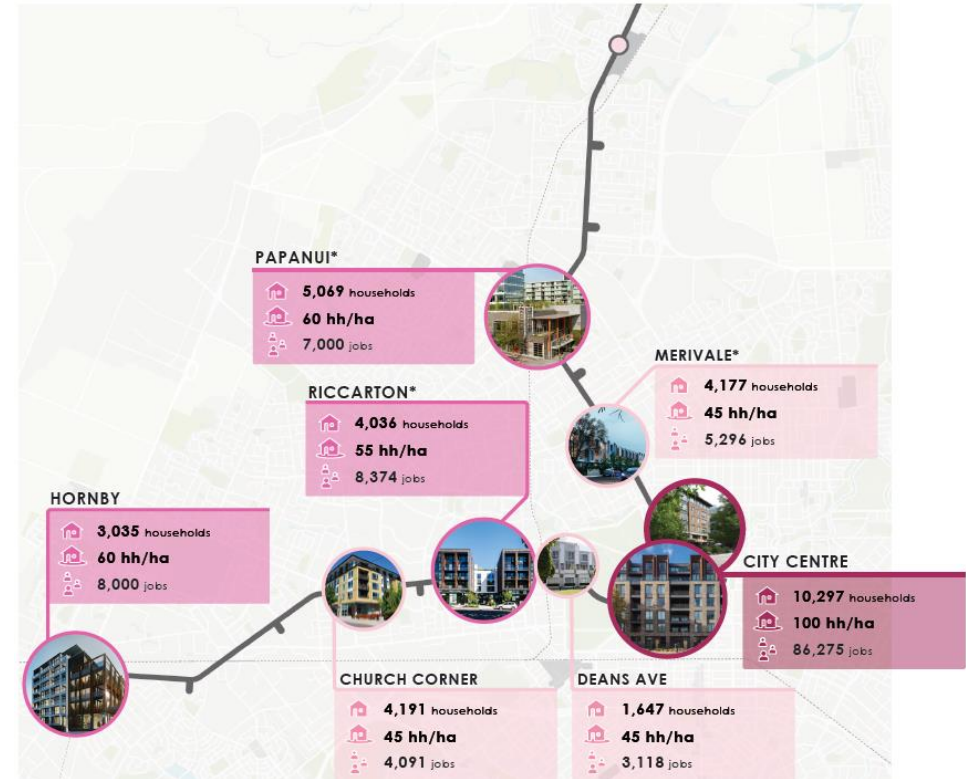 PAPANUI*
5,069 households
60 hh/ha
7,000 jobs
MERIVALE*
4,177 households
45 hh/ha
5,296 jobs
RICCARTON*
4,036 households
55 hh/ha
8,374 jobs
HORNBY
3,035 households
60 hh/ha
8,000 jobs
CITY CENTRE
10,297 households
100 hh/ha
86,275 jobs
CHURCH CORNER
4,191 households
45 hh/ha
4,091 jobs
DEANS AVE
1,647 households
45 hh/ha
3,118 jobs